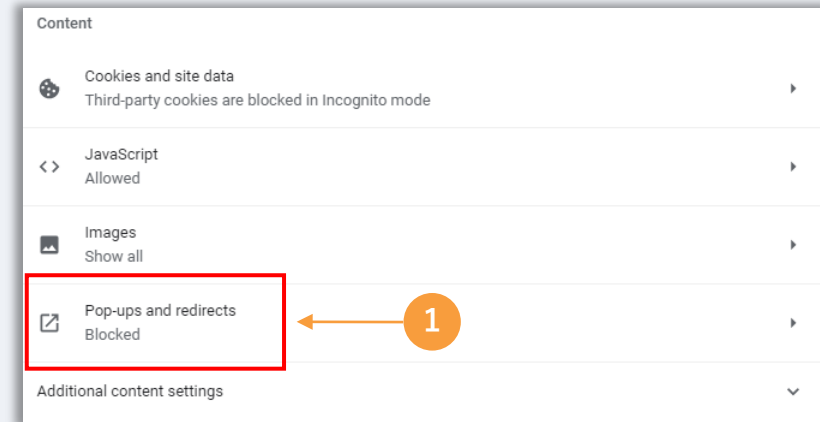 Content
Cookies and site data
Third-party cookies are blocked in Incognito mode
JavaScript
Allowed
Images
Show all
Pop-ups and redirects
Blocked
1
Additional content settings